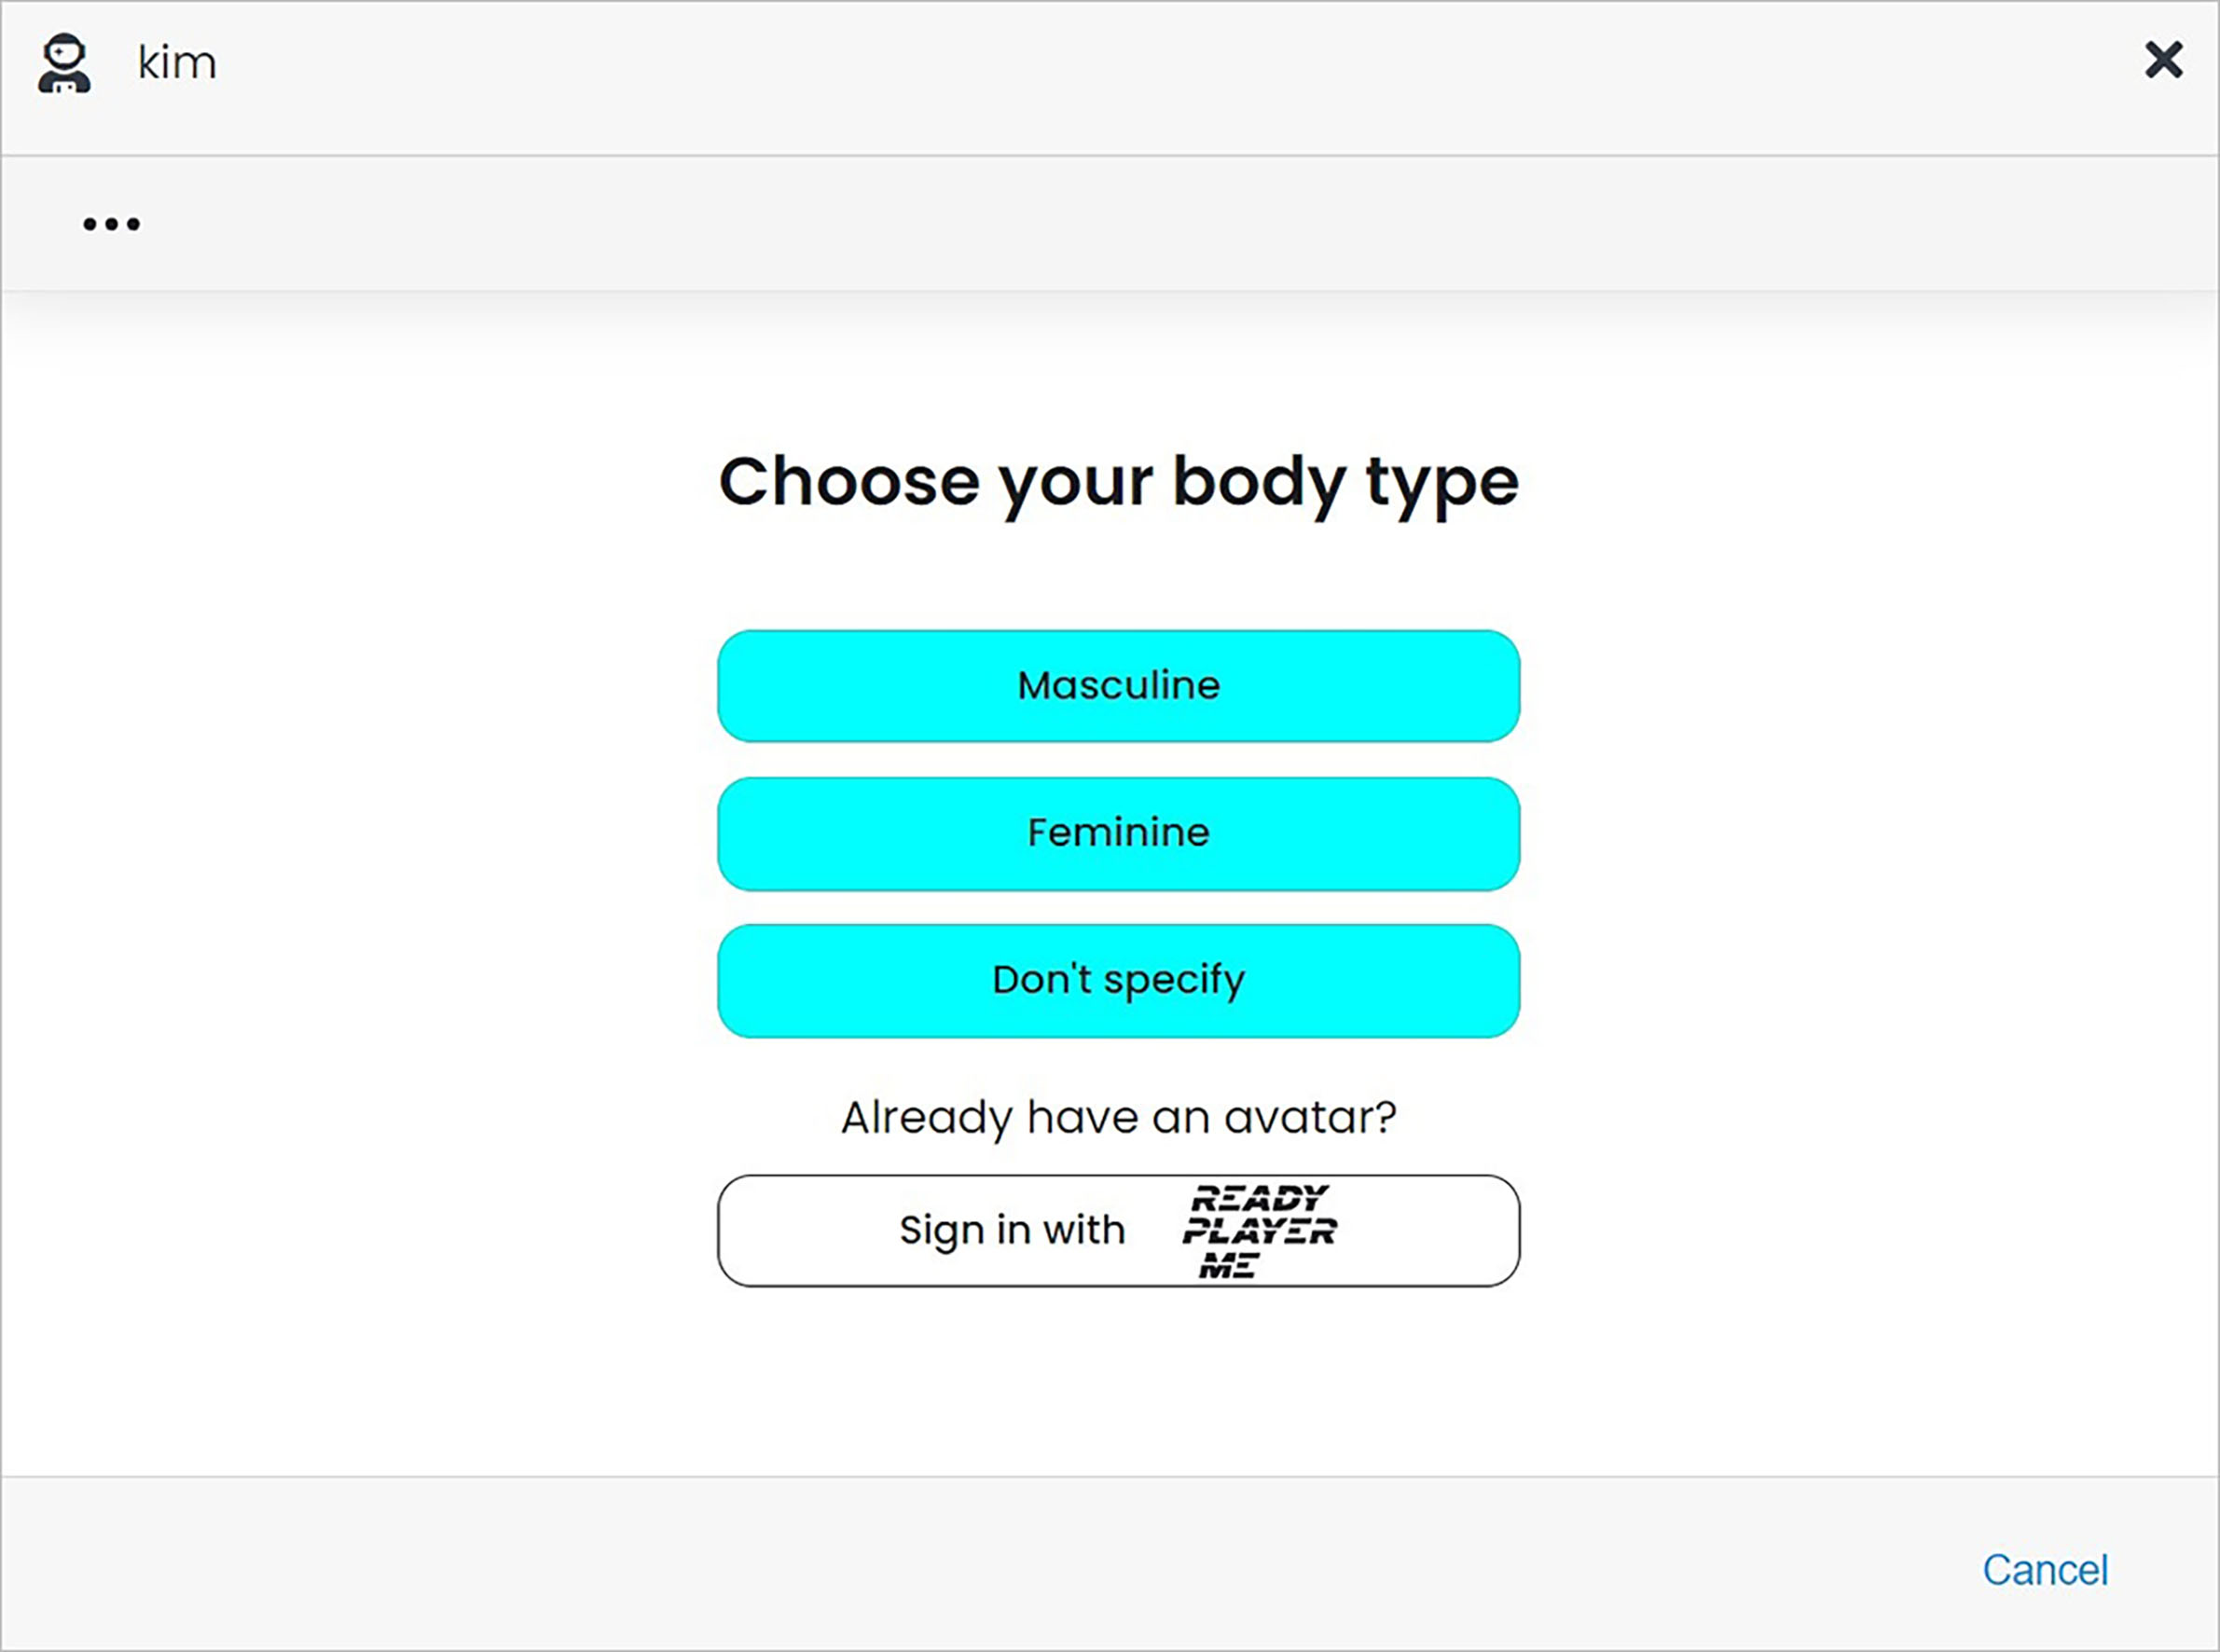 kim
Choose your body type
Masculine
Feminine
Don't specify
Already have an avatar?
Sign in with
READY
PLAYER
ME
Cancel